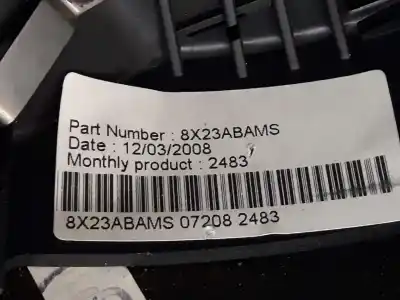 Part Number : 8X23ABAMS
Date : 12/03/2008
Monthly product : 2483
8X23ABAMS 07208 2483